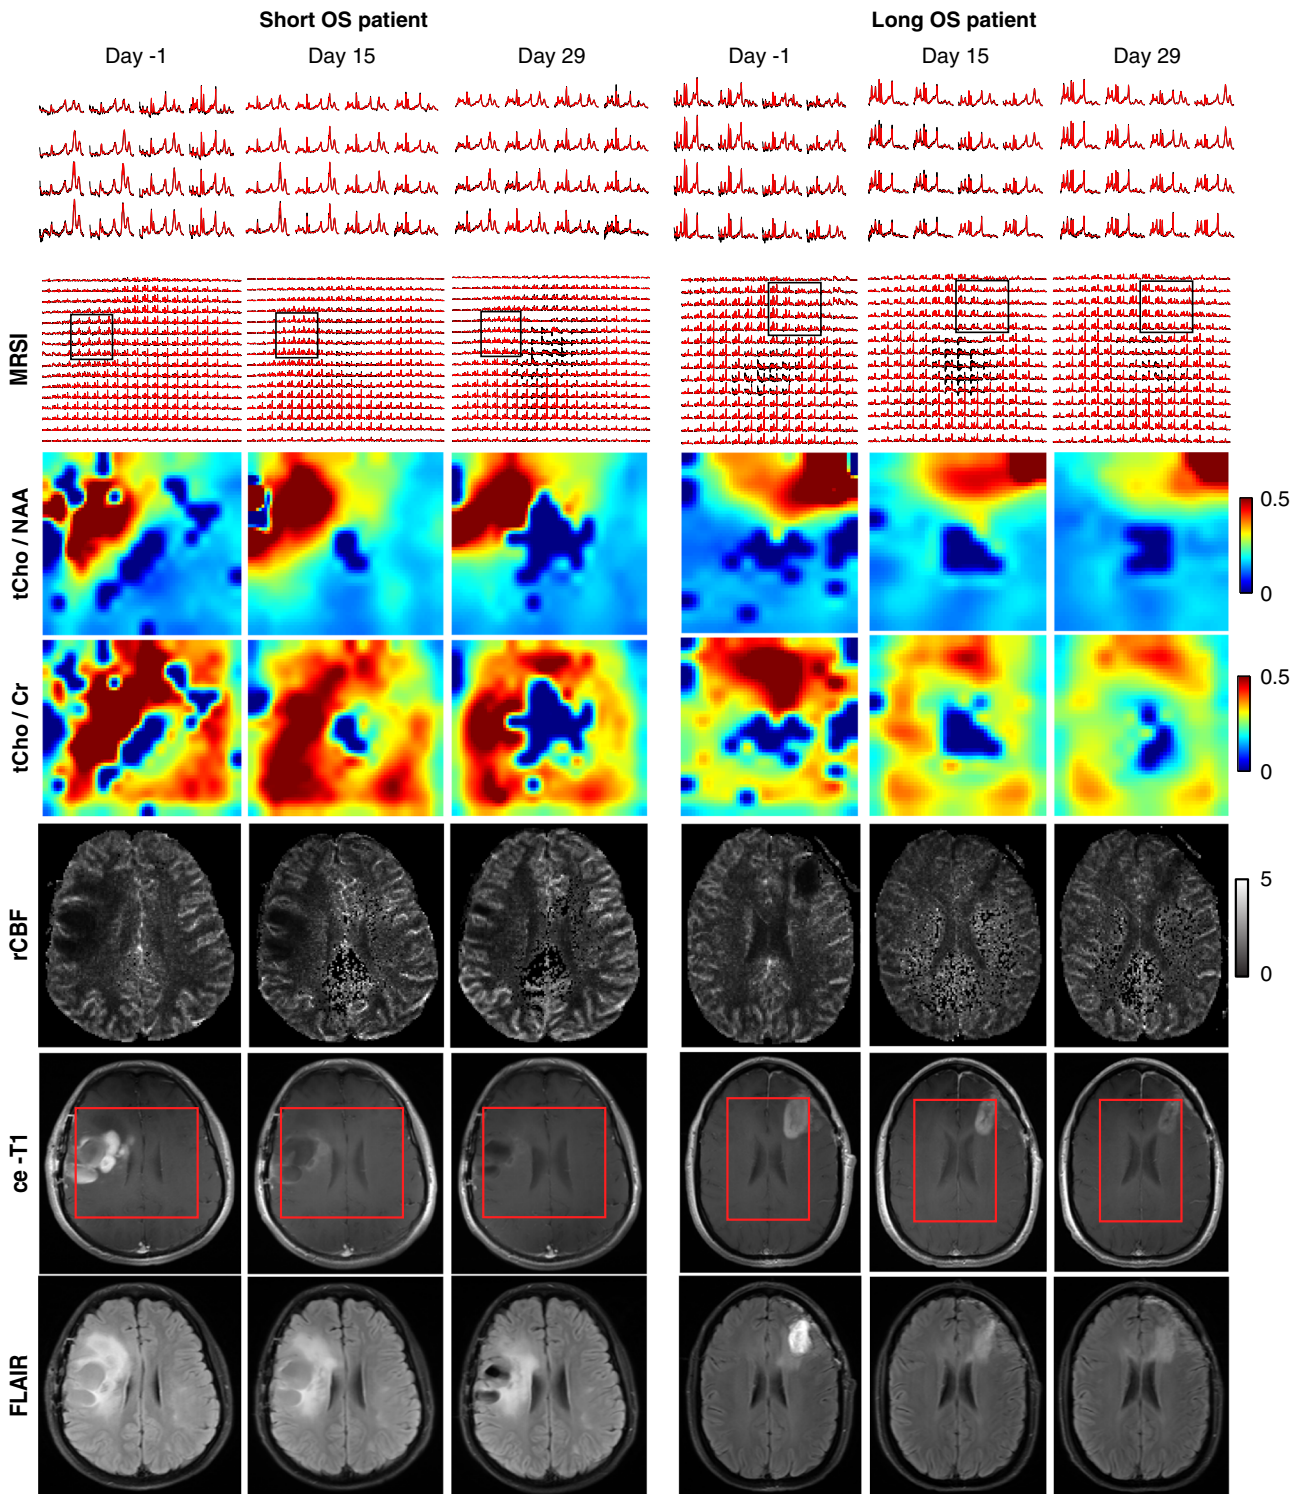 Short OS patient
Long OS patient
Day -1
Day 15
Day 29
Day -1
Day 15
Day 29
MRSI
tCho / NAA
0.5
0
tCho / Cr
0.5
0
rCBF
5
0
ce -T1
FLAIR